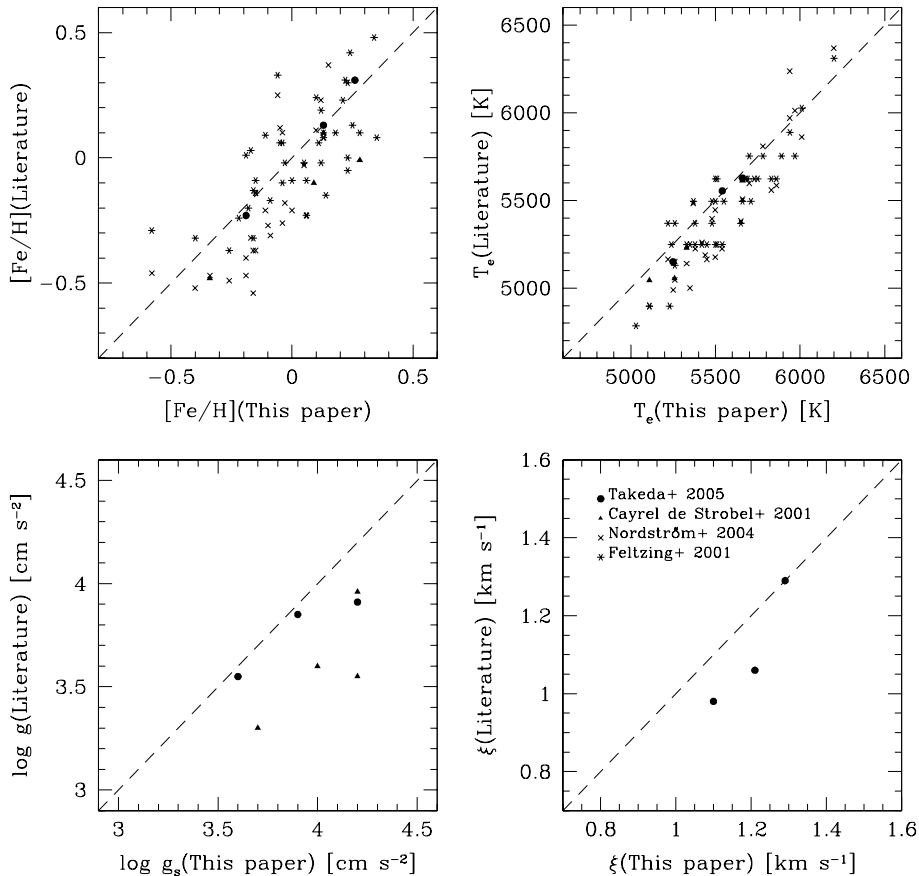 0.5
0
−0.5
[Fe/H](Literature)
−0.5 0 0.5
[Fe/H](This paper)
6500
6000
5500
5000
Te(Literature) [K]
5000 5500 6000 6500
Te(This paper) [K]
4.5
4
3.5
3
log g(Literature) [cm s−2]
3 3.5 4 4.5
log gs(This paper) [cm s−2]
1.6
1.4
1.2
1
0.8
ξ(Literature) [km s−1]
Takeda+ 2005
Cayrel de Strobel+ 2001
Nordström+ 2004
Feltzing+ 2001
0.8 1 1.2 1.4 1.6
ξ(This paper) [km s−1]